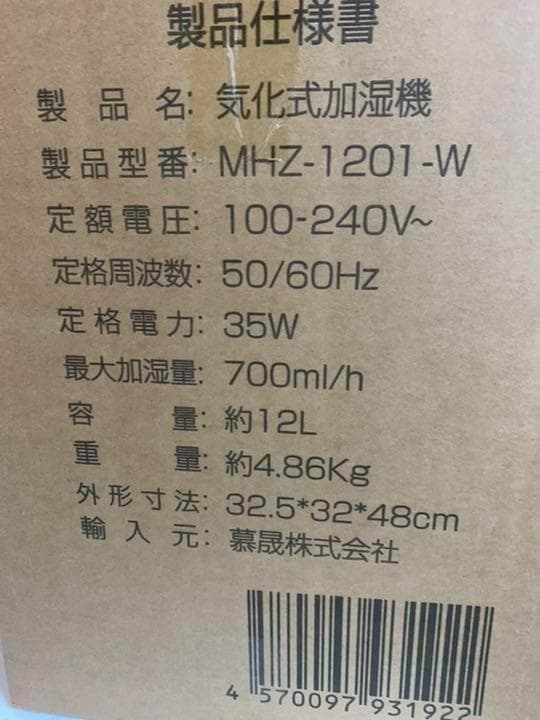 製品仕様書
製品名: 気化式加湿機
製品型番: MHZ-1201-W
定額電圧: 100-240V~
定格周波数: 50/60Hz
定格電力: 35W
最大加湿量: 700ml/h
容量: 約12L
重量: 約4.86Kg
外形寸法: 32.5*32*48cm
輸入元: 慕晟株式会社
4 570097 931922